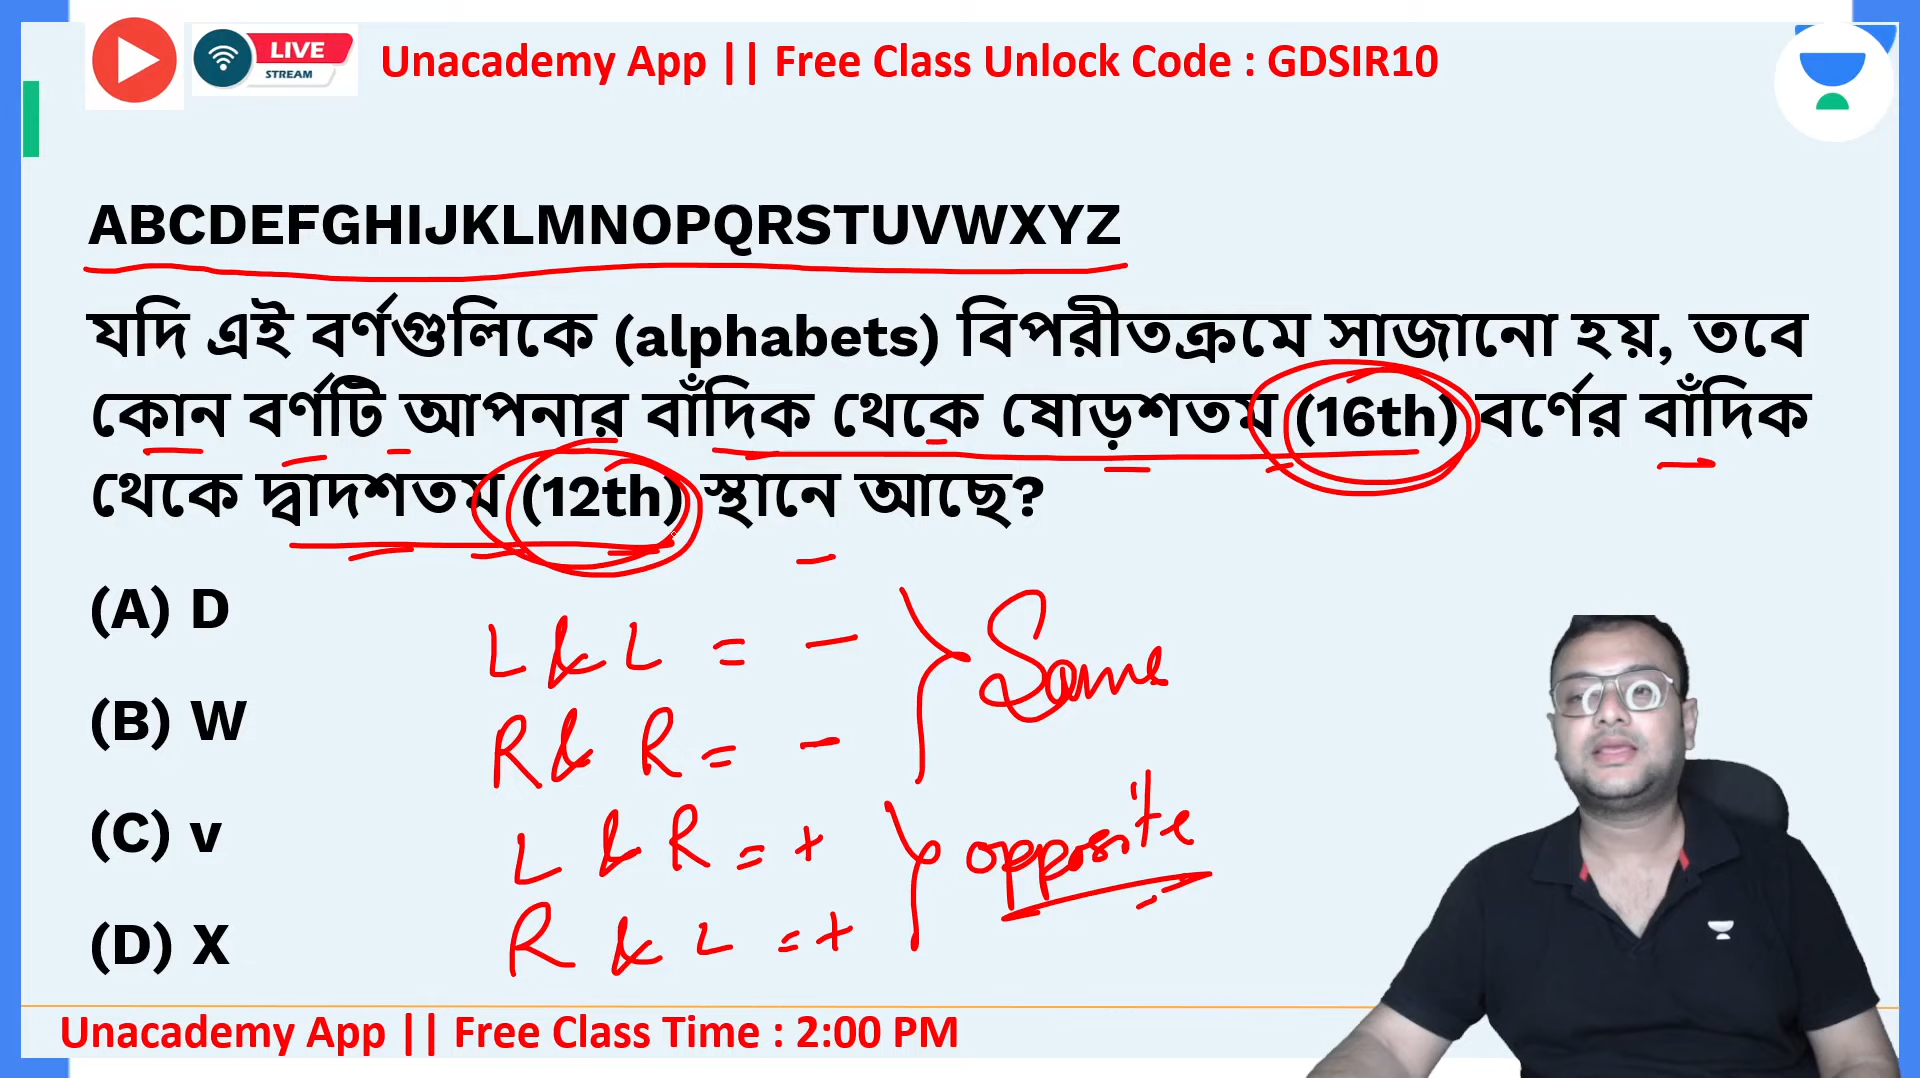 LIVE
STREAM
Unacademy App || Free Class Unlock Code : GDSIR10
ABCDEFGHIJKLMNOPQRSTUVWXYZ
যদি এই বর্ণগুলিকে (alphabets) বিপরীতক্রমে সাজানো হয়, তবে
কোন বর্ণটি আপনার বাঁদিক থেকে ষোড়শতম (16th) বর্ণের বাঁদিক
থেকে দ্বাদশতম (12th) স্থানে আছে?
(A) D
(B) W
(C) v
(D) X
L & L = -
R & R = -
Same
L & R = +
R & L = +
opposite
Unacademy App || Free Class Time : 2:00 PM